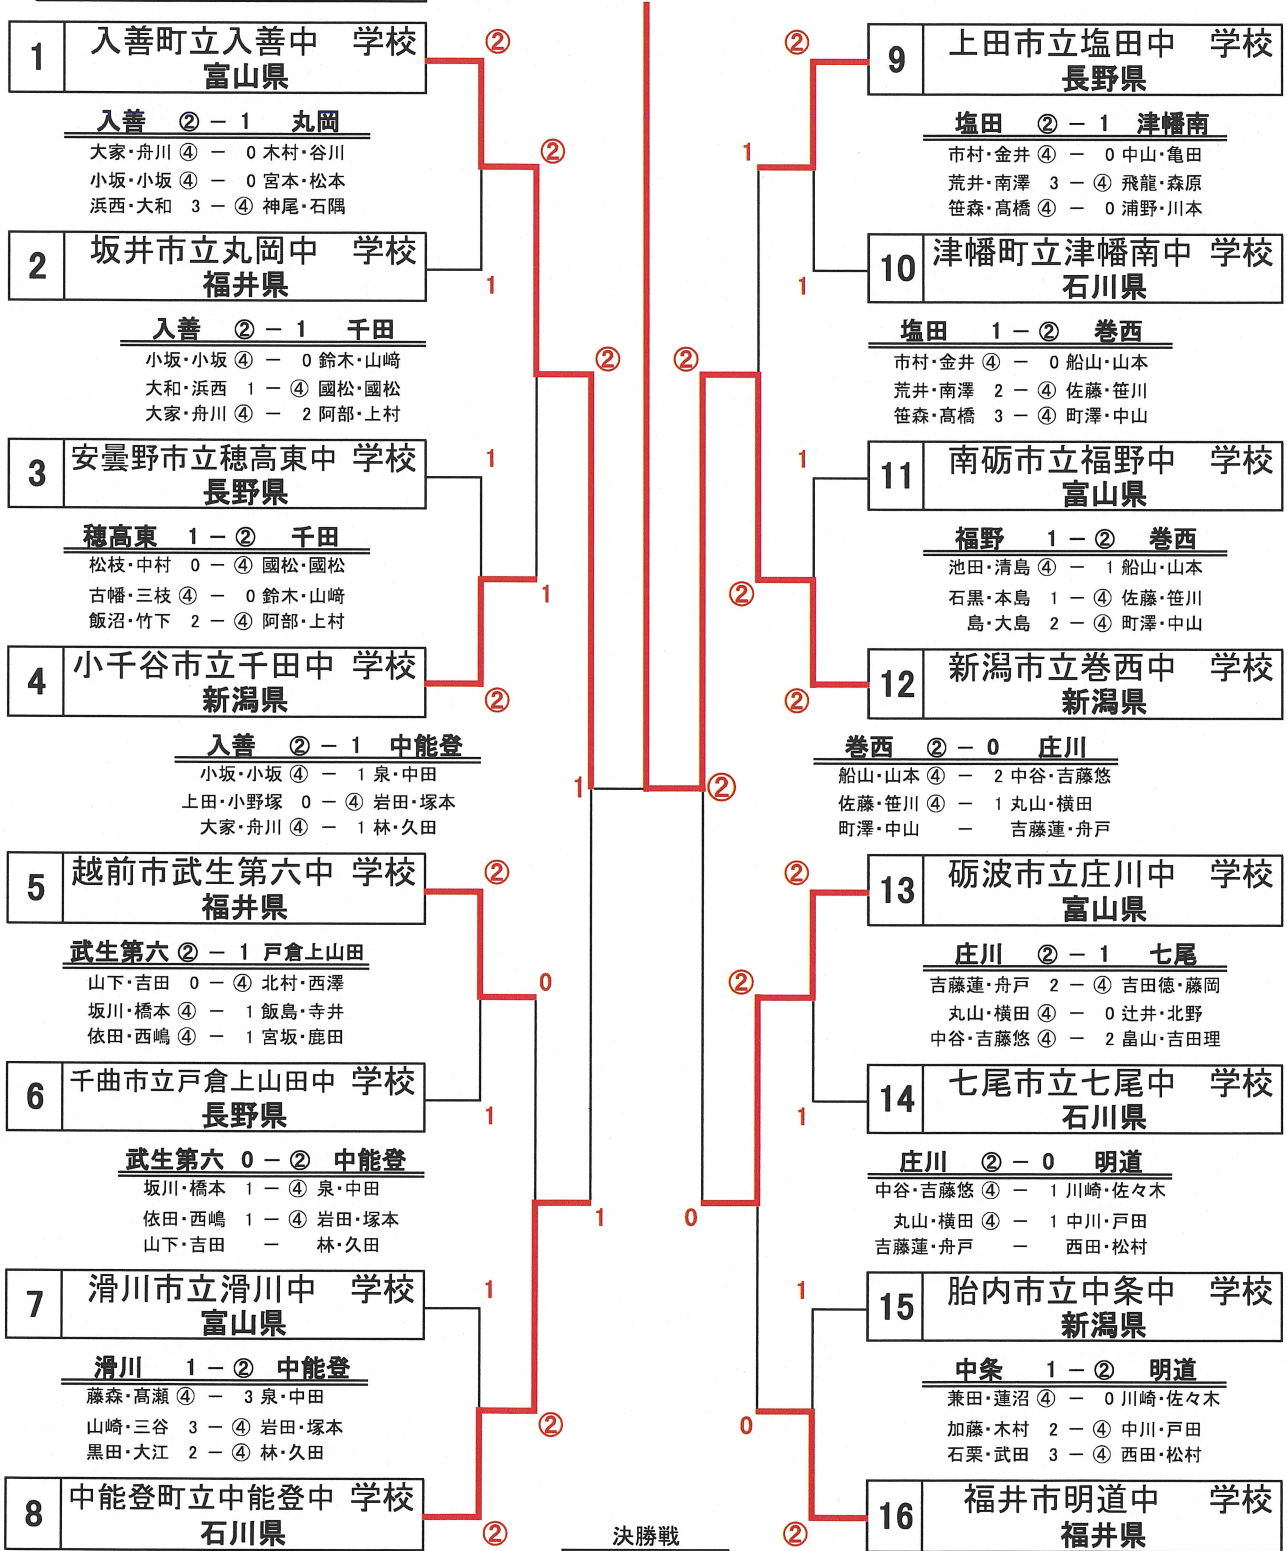 1 入善町立入善中 学校
富山県
②
入善 ② － 1 丸岡
大家・舟川 ④ － 0 木村・谷川
小坂・小坂 ④ － 0 宮本・松本
浜西・大和 3 － ④ 神尾・石隅
②
2 坂井市立丸岡中 学校
福井県
1
入善 ② － 1 千田
小坂・小坂 ④ － 0 鈴木・山﨑
大和・浜西 1 － ④ 國松・國松
大家・舟川 ④ － 2 阿部・上村
②
3 安曇野市立穂高東中 学校
長野県
1
穂高東 1 － ② 千田
松枝・中村 0 － ④ 國松・國松
古幡・三枝 ④ － 0 鈴木・山﨑
飯沼・竹下 2 － ④ 阿部・上村
1
4 小千谷市立千田中 学校
新潟県
②
入善 ② － 1 中能登
小坂・小坂 ④ － 1 泉・中田
上田・小野塚 0 － ④ 岩田・塚本
大家・舟川 ④ － 1 林・久田
1
5 越前市武生第六中 学校
福井県
②
武生第六 ② － 1 戸倉上山田
山下・吉田 0 － ④ 北村・西澤
坂川・橋本 ④ － 1 飯島・寺井
依田・西嶋 ④ － 1 宮坂・鹿田
0
6 千曲市立戸倉上山田中 学校
長野県
1
武生第六 0 － ② 中能登
坂川・橋本 1 － ④ 泉・中田
依田・西嶋 1 － ④ 岩田・塚本
山下・吉田 － 林・久田
1
7 滑川市立滑川中 学校
富山県
1
滑川 1 － ② 中能登
藤森・髙瀬 ④ － 3 泉・中田
山崎・三谷 3 － ④ 岩田・塚本
黒田・大江 2 － ④ 林・久田
②
8 中能登町立中能登中 学校
石川県
②
決勝戦
②
9 上田市立塩田中 学校
長野県
塩田 ② － 1 津幡南
市村・金井 ④ － 0 中山・亀田
荒井・南澤 3 － ④ 飛龍・森原
笹森・髙橋 ④ － 0 浦野・川本
1
10 津幡町立津幡南中 学校
石川県
1
塩田 1 － ② 巻西
市村・金井 ④ － 0 船山・山本
荒井・南澤 2 － ④ 佐藤・笹川
笹森・髙橋 3 － ④ 町澤・中山
②
11 南砺市立福野中 学校
富山県
1
福野 1 － ② 巻西
池田・清島 ④ － 1 船山・山本
石黒・本島 1 － ④ 佐藤・笹川
島・大島 2 － ④ 町澤・中山
②
12 新潟市立巻西中 学校
新潟県
②
巻西 ② － 0 庄川
船山・山本 ④ － 2 中谷・吉藤悠
佐藤・笹川 ④ － 1 丸山・横田
町澤・中山 － 吉藤蓮・舟戸
②
13 砺波市立庄川中 学校
富山県
②
庄川 ② － 1 七尾
吉藤蓮・舟戸 2 － ④ 吉田徳・藤岡
丸山・横田 ④ － 0 辻井・北野
中谷・吉藤悠 ④ － 2 畠山・吉田理
②
14 七尾市立七尾中 学校
石川県
1
庄川 ② － 0 明道
中谷・吉藤悠 ④ － 1 川崎・佐々木
丸山・横田 ④ － 1 中川・戸田
吉藤蓮・舟戸 － 西田・松村
0
15 胎内市立中条中 学校
新潟県
1
中条 1 － ② 明道
兼田・蓮沼 ④ － 0 川崎・佐々木
加藤・木村 2 － ④ 中川・戸田
石栗・武田 3 － ④ 西田・松村
0
16 福井市明道中 学校
福井県
②